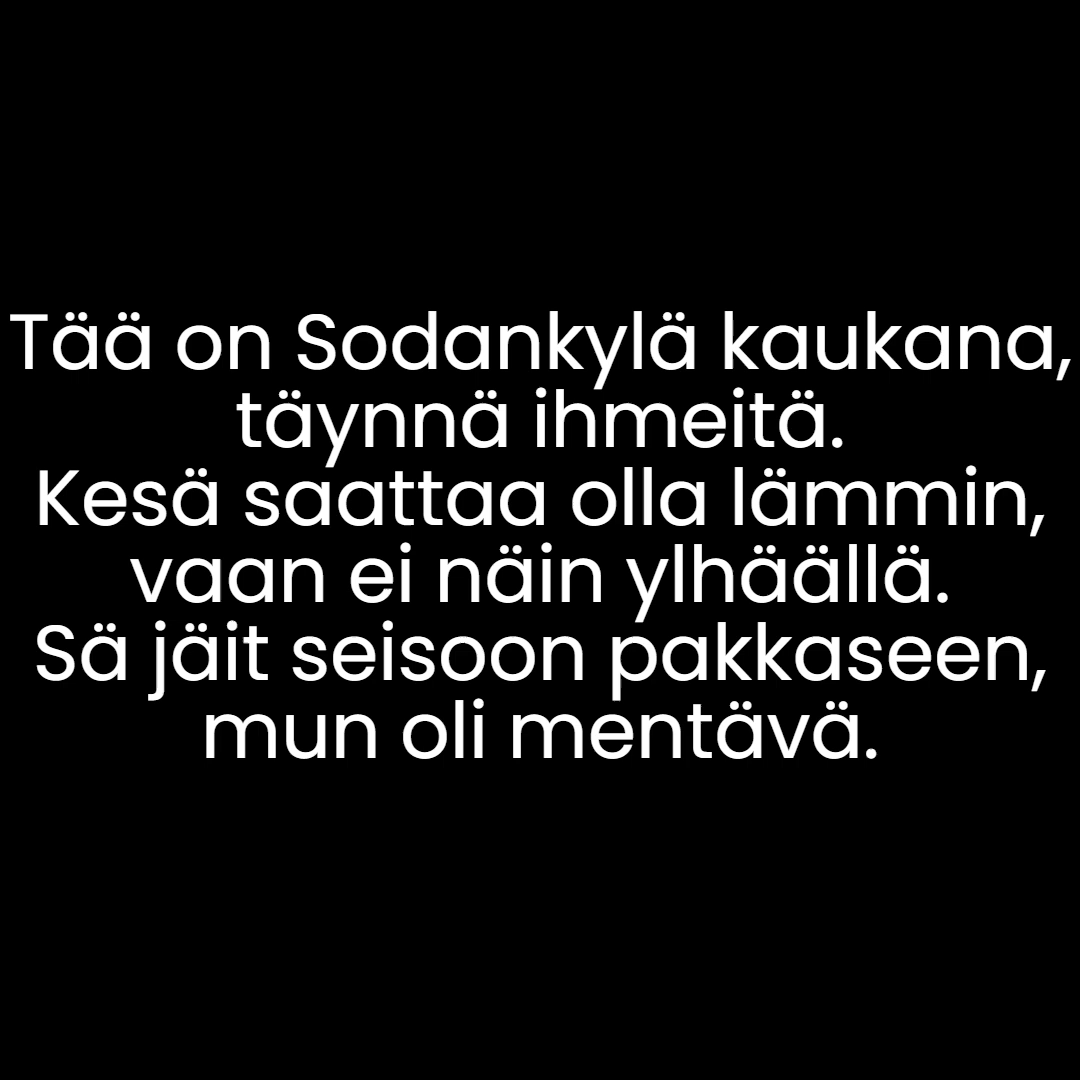 Tää on Sodankylä kaukana,
täynnä ihmeitä.
Kesä saattaa olla lämmin,
vaan ei näin ylhäällä.
Sä jäit seisoon pakkaseen,
mun oli mentävä.